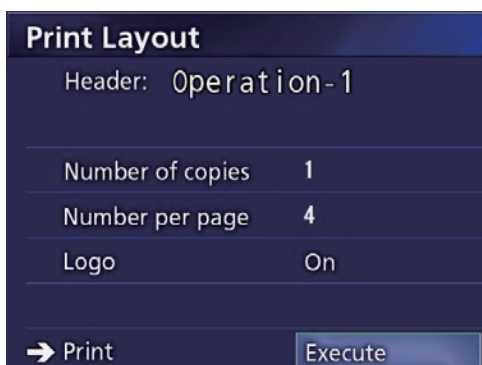 Print Layout
Header: Operation-1
Number of copies 1
Number per page 4
Logo On
Print Execute